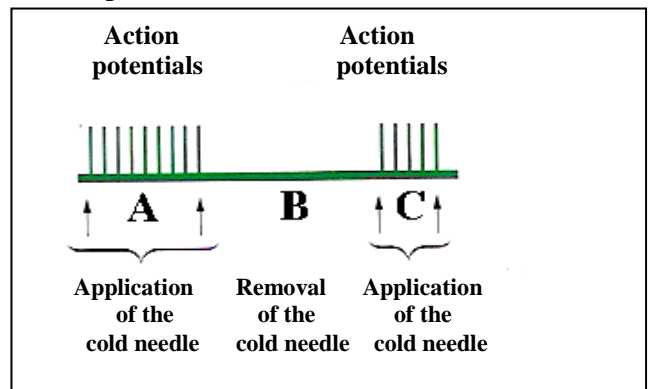 Action
potentials
Action
potentials
A
B
C
Application
of the
cold needle
Removal
of the
cold needle
Application
of the
cold needle